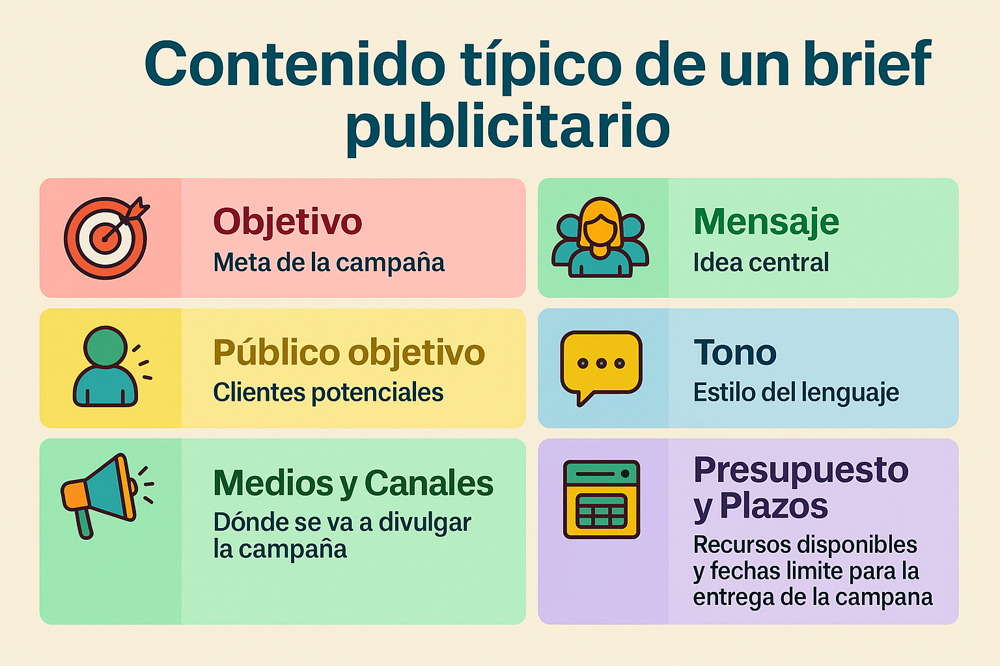 Contenido típico de un brief
publicitario
Objetivo
Meta de la campaña
Mensaje
Idea central
Público objetivo
Clientes potenciales
Tono
Estilo del lenguaje
Medios y Canales
Dónde se va a divulgar
la campaña
Presupuesto
y Plazos
Recursos disponibles
y fechas limite para la
entrega de la campana